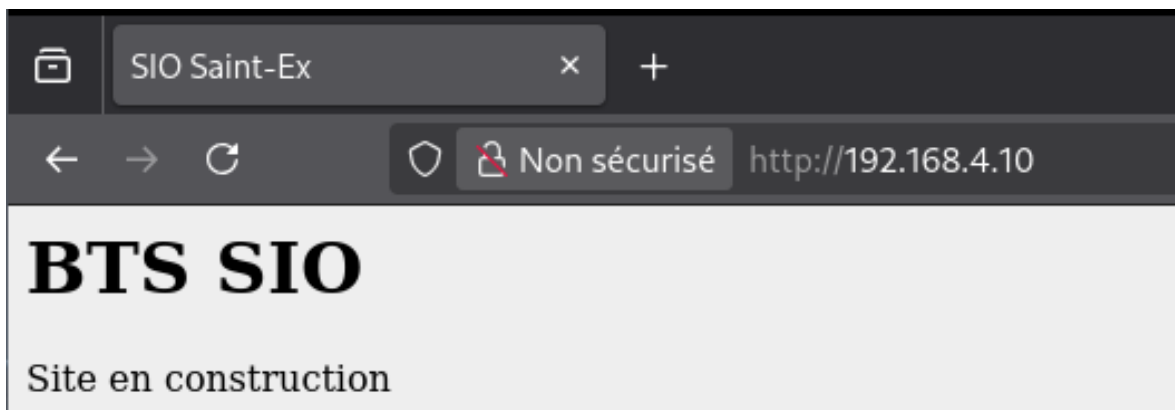 SIO Saint-Ex
Non sécurisé http://192.168.4.10
BTS SIO
Site en construction